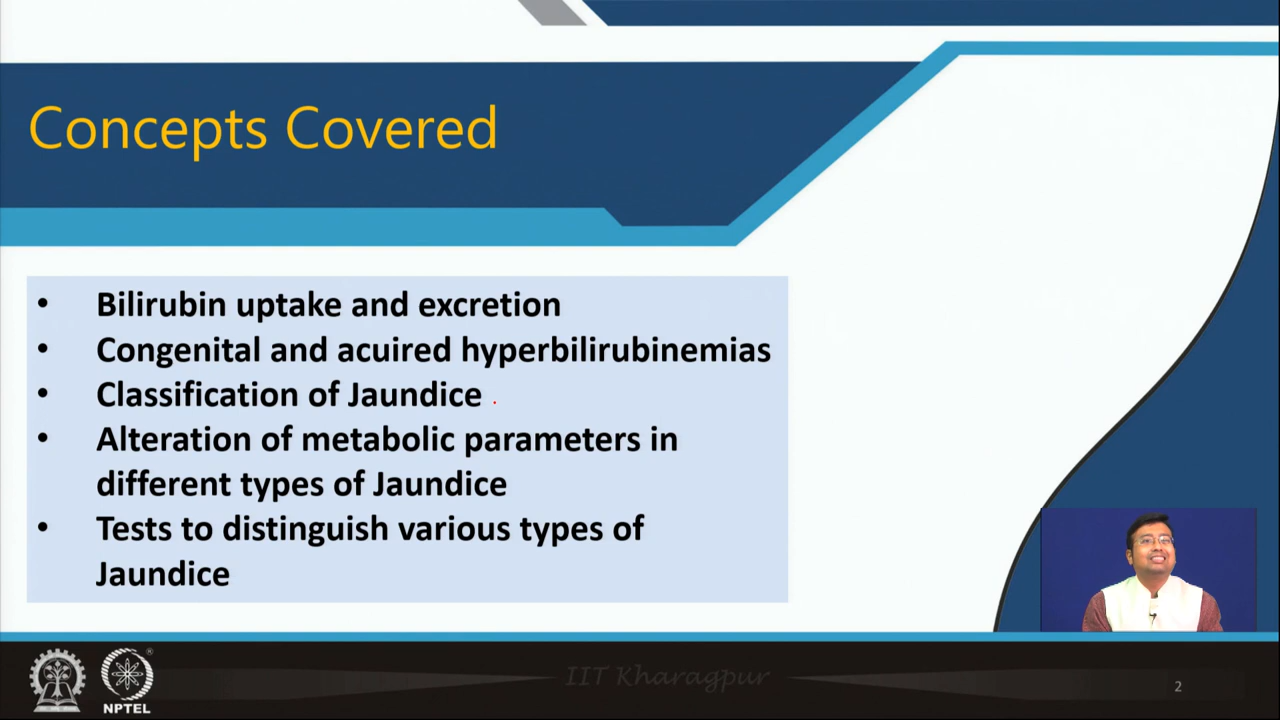 Concepts Covered
• Bilirubin uptake and excretion
• Congenital and acuired hyperbilirubinemias
• Classification of Jaundice
• Alteration of metabolic parameters in
different types of Jaundice
• Tests to distinguish various types of
Jaundice
IIT Kharagpur
®
NPTEL
2